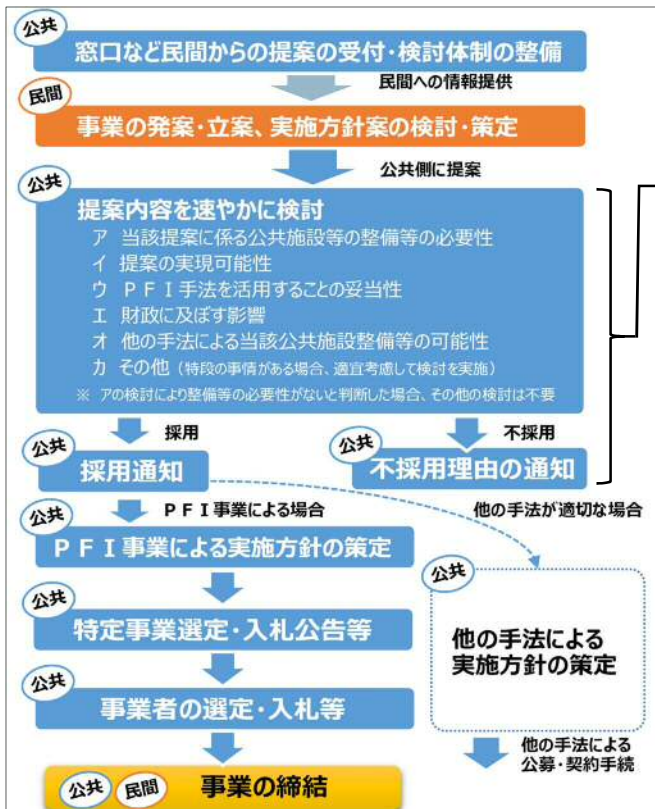 公共
窓口など民間からの提案の受付・検討体制の整備
民間への情報提供
民間
事業の発案・立案、実施方針案の検討・策定
公共側に提案
公共
提案内容を速やかに検討
ア 当該提案に係る公共施設等の整備等の必要性
イ 提案の実現可能性
ウ ＰＦＩ手法を活用することの妥当性
エ 財政に及ぼす影響
オ 他の手法による当該公共施設整備等の可能性
カ その他（特段の事情がある場合、適宜考慮して検討を実施）
※ アの検討により整備等の必要性がないと判断した場合、その他の検討は不要
採用
不採用
公共
採用通知
公共
不採用理由の通知
ＰＦＩ事業による場合
他の手法が適切な場合
公共
ＰＦＩ事業による実施方針の策定
公共
他の手法による
実施方針の策定
公共
特定事業選定・入札公告等
公共
事業者の選定・入札等
他の手法による
公募・契約手続
公共 民間 事業の締結